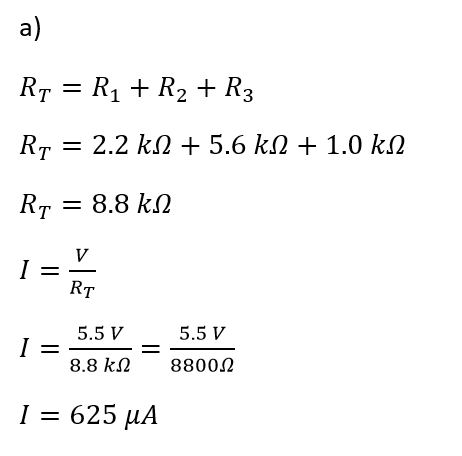 a)
R_T = R_1 + R_2 + R_3
R_T = 2.2 kΩ + 5.6 kΩ + 1.0 kΩ
R_T = 8.8 kΩ
I = V / R_T
I = 5.5 V / 8.8 kΩ = 5.5 V / 8800Ω
I = 625 μA